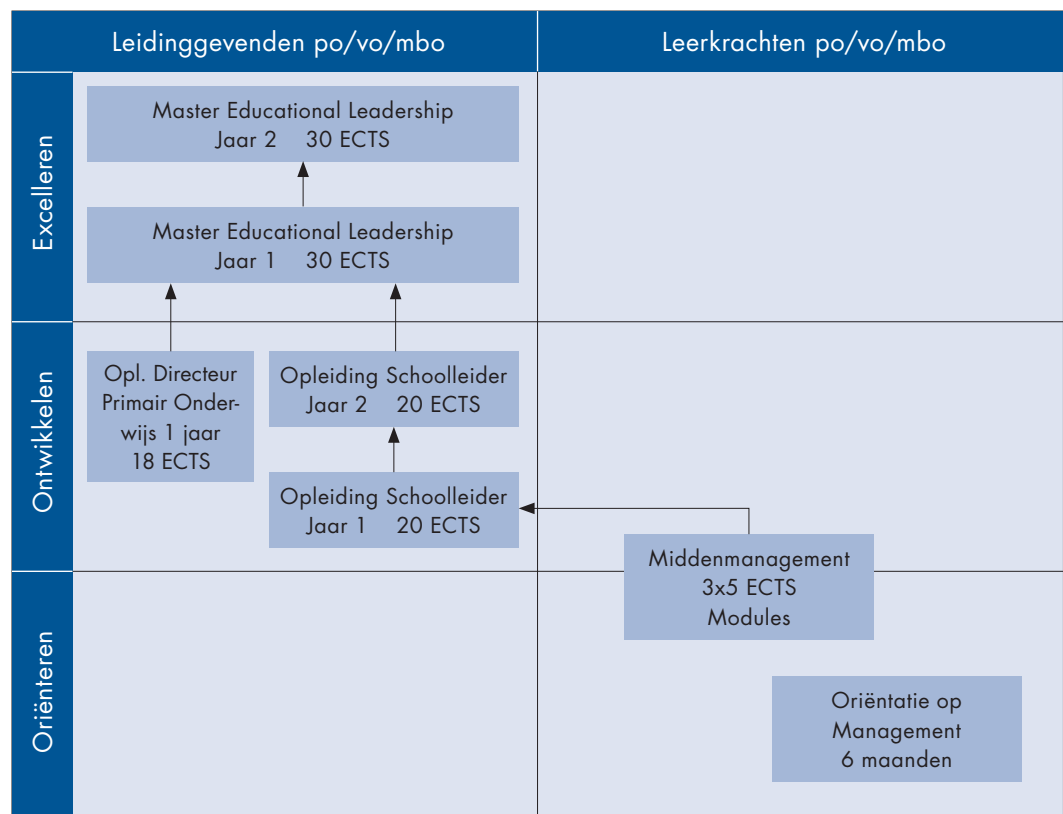 Leidinggevenden po/vo/mbo
Leerkrachten po/vo/mbo
Excelleren
Master Educational Leadership
Jaar 2 30 ECTS
Master Educational Leadership
Jaar 1 30 ECTS
Ontwikkelen
Opl. Directeur
Primair Onder-
wijs 1 jaar
18 ECTS
Opleiding Schoolleider
Jaar 2 20 ECTS
Opleiding Schoolleider
Jaar 1 20 ECTS
Middenmanagement
3x5 ECTS
Modules
Oriënteren
Oriëntatie op
Management
6 maanden